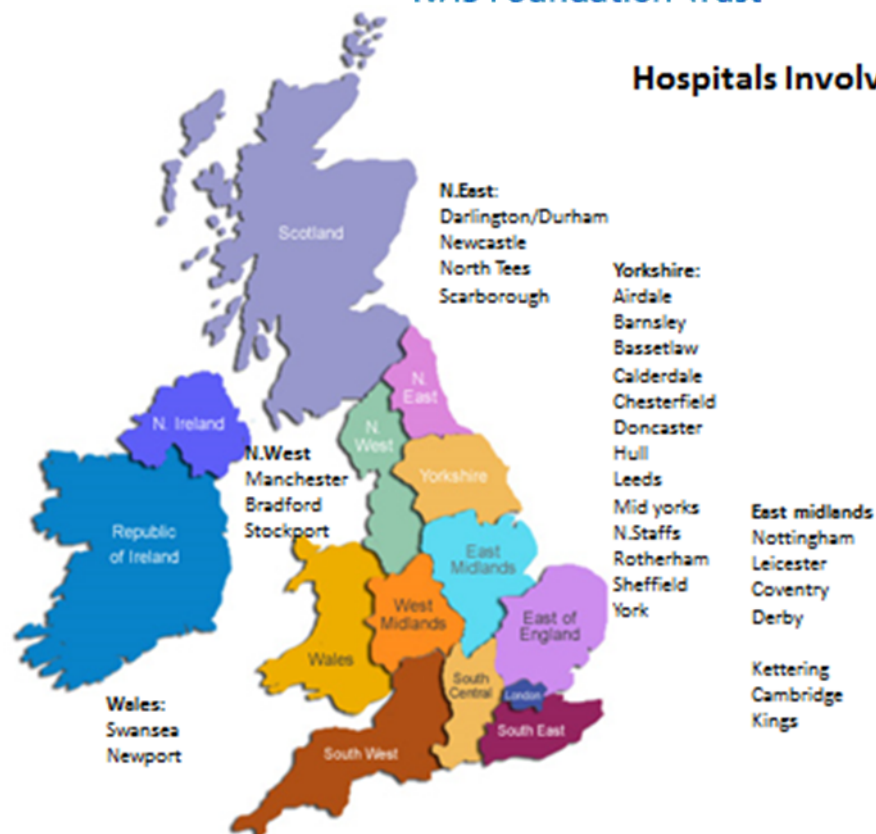 Foundation Trust
Hospitals Involv
Scotland
N.East:
Darlington/Durham
Newcastle
North Tees
Scarborough
Yorkshire:
Airdale
Barnsley
Bassetlaw
Calderdale
Chesterfield
Doncaster
Hull
Leeds
Mid yorks
N.Staffs
Rotherham
Sheffield
York
N.
East
N. Ireland
N.
West
N.West
Manchester
Bradford
Stockport
Yorkshire
Republic
of Ireland
East
Midlands
East midlands
Nottingham
Leicester
Coventry
Derby
Kettering
Cambridge
Kings
West
Midlands
East of
England
Wales
South
Central
London
Wales:
Swansea
Newport
South West
South East